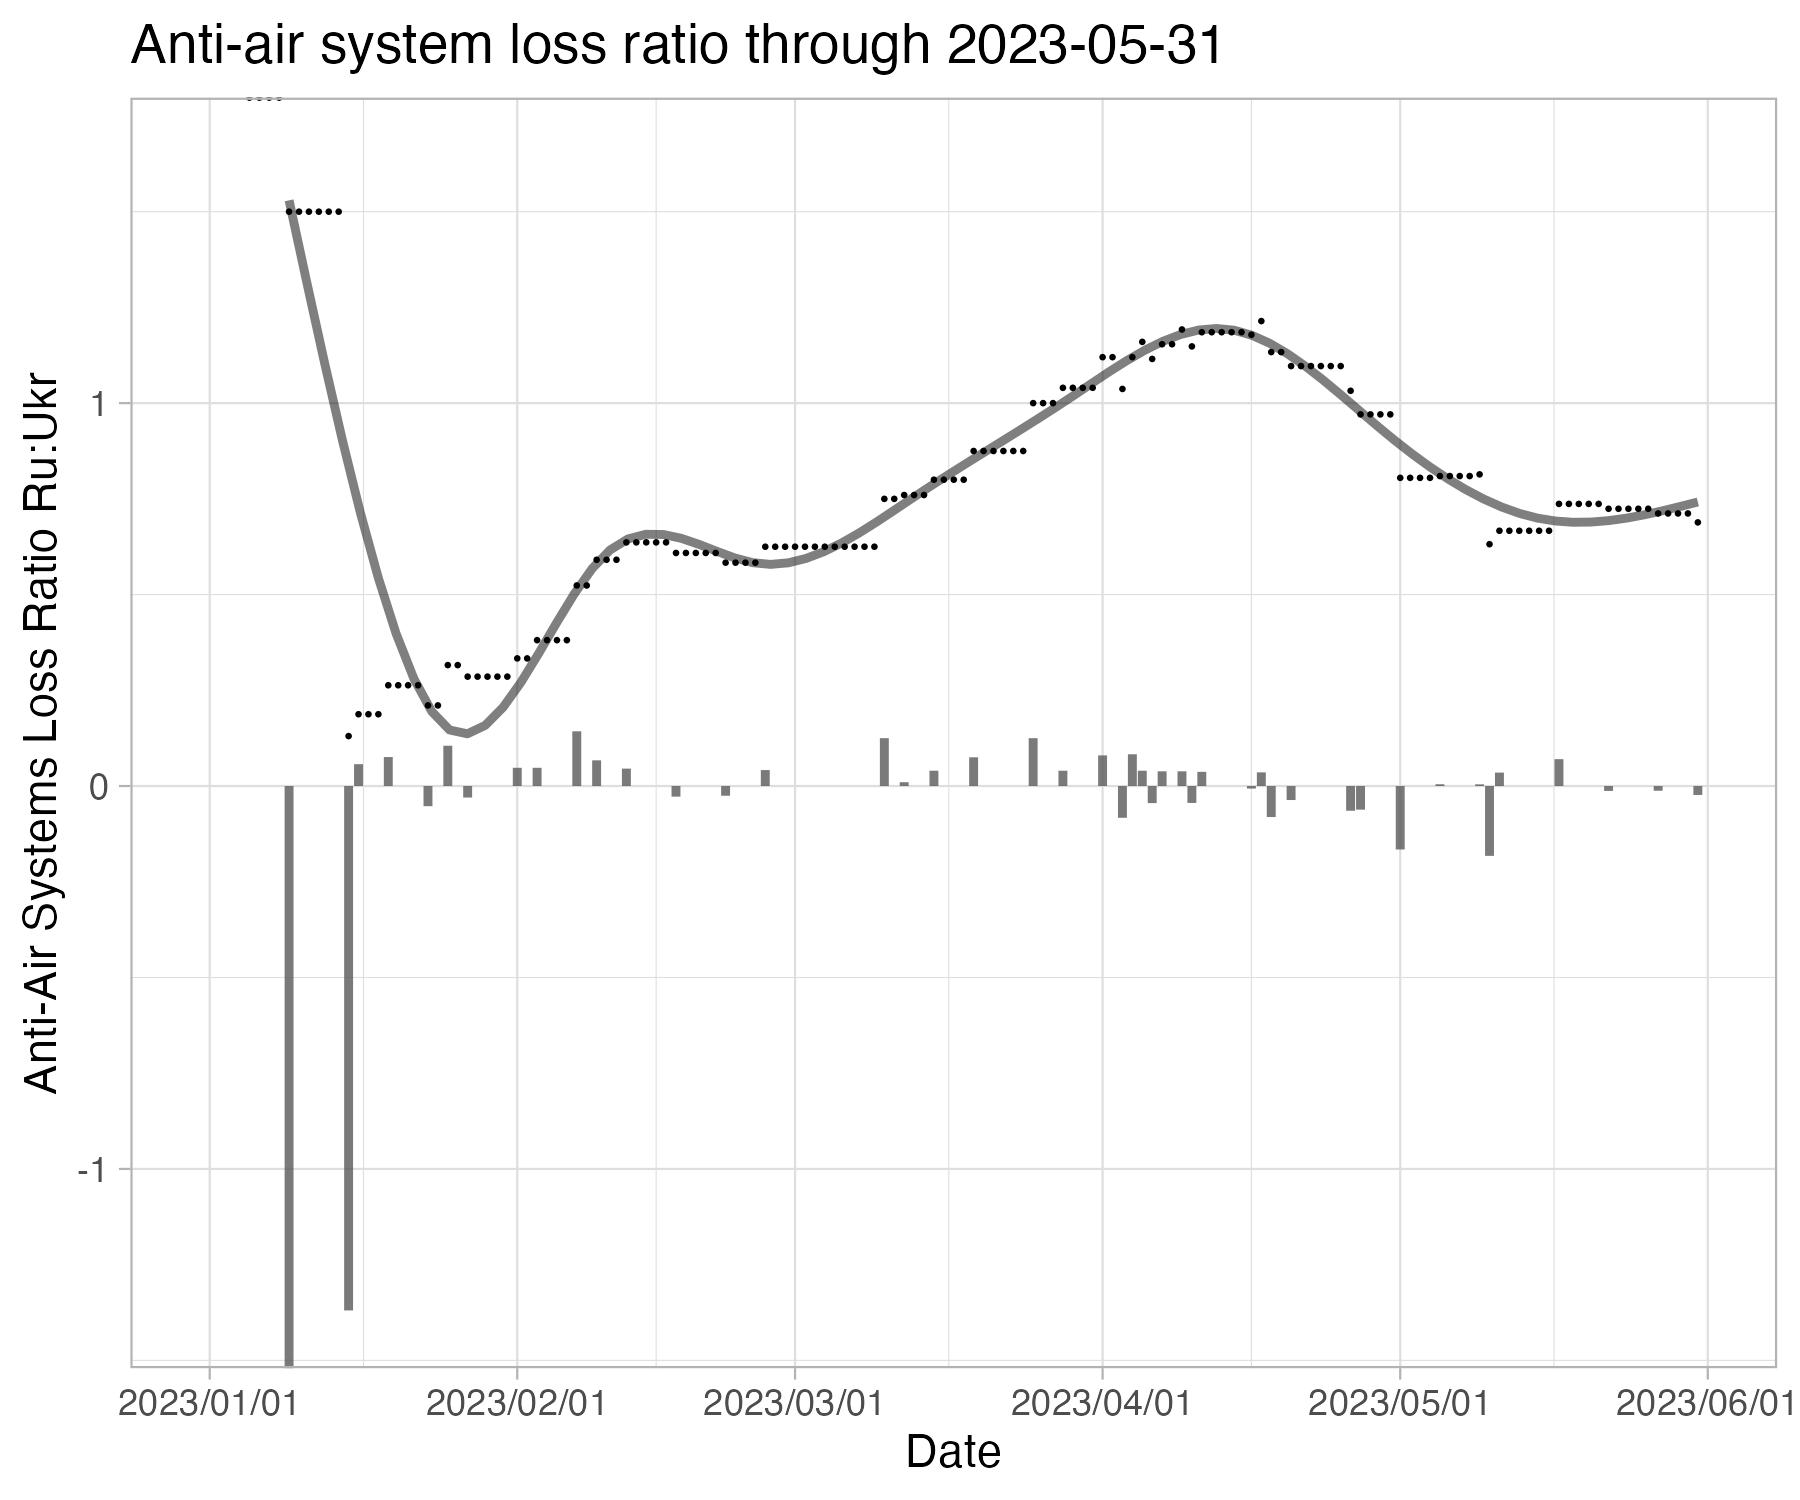 Anti-air system loss ratio through 2023-05-31
Anti-Air Systems Loss Ratio Ru:Ukr
1
0
-1
2023/01/01 2023/02/01 2023/03/01 2023/04/01 2023/05/01 2023/06/01
Date